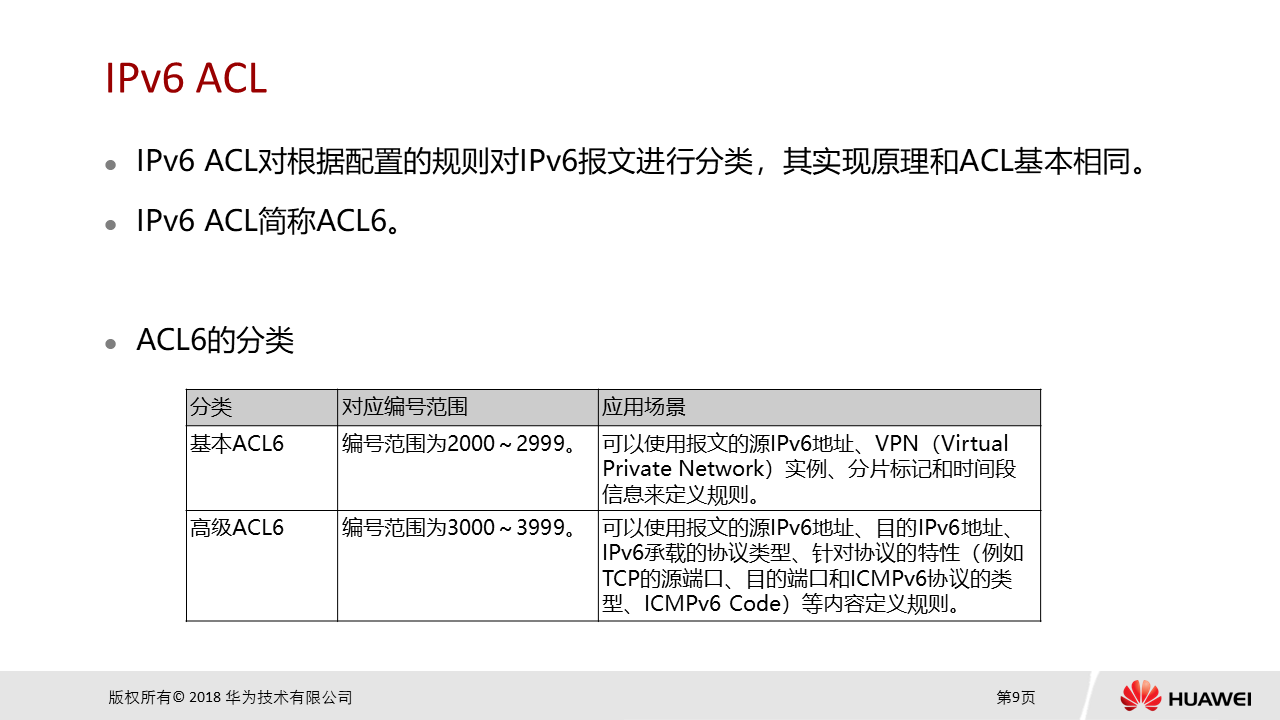 IPv6 ACL
IPv6 ACL对根据配置的规则对IPv6报文进行分类，其实现原理和ACL基本相同。
IPv6 ACL简称ACL6。
ACL6的分类
分类 对应编号范围 应用场景
基本ACL6 编号范围为2000～2999。 可以使用报文的源IPv6地址、VPN（Virtual
Private Network）实例、分片标记和时间段
信息来定义规则。
高级ACL6 编号范围为3000～3999。 可以使用报文的源IPv6地址、目的IPv6地址、
IPv6承载的协议类型、针对协议的特性（例如
TCP的源端口、目的端口和ICMPv6协议的类
型、ICMPv6 Code）等内容定义规则。
版权所有© 2018 华为技术有限公司
第9页
HUAWEI